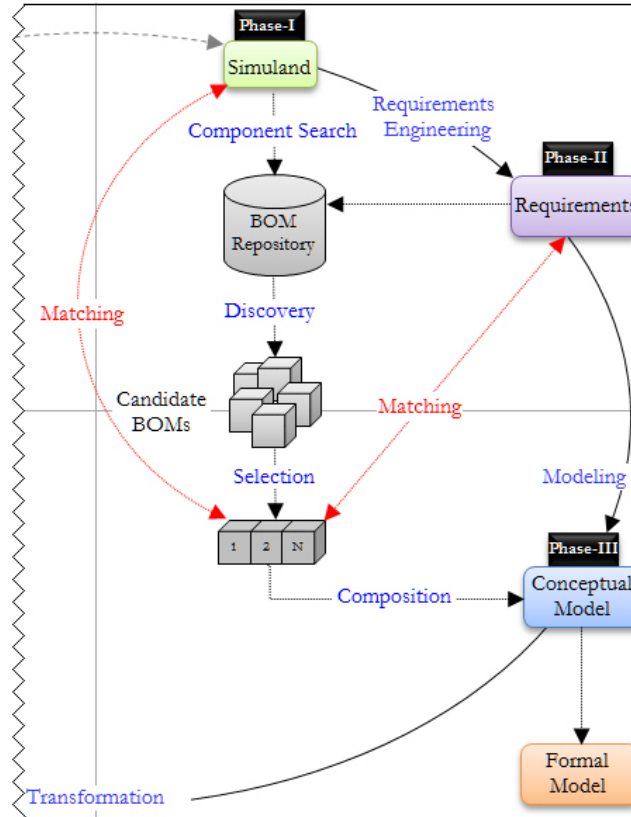 Phase-I
Simuland
Requirements
Engineering
Component Search
Phase-II
Requirements
BOM
Repository
Matching
Discovery
Candidate
BOMs
Matching
Selection
Modeling
1 2 N
Phase-III
Composition
Conceptual
Model
Formal
Model
Transformation